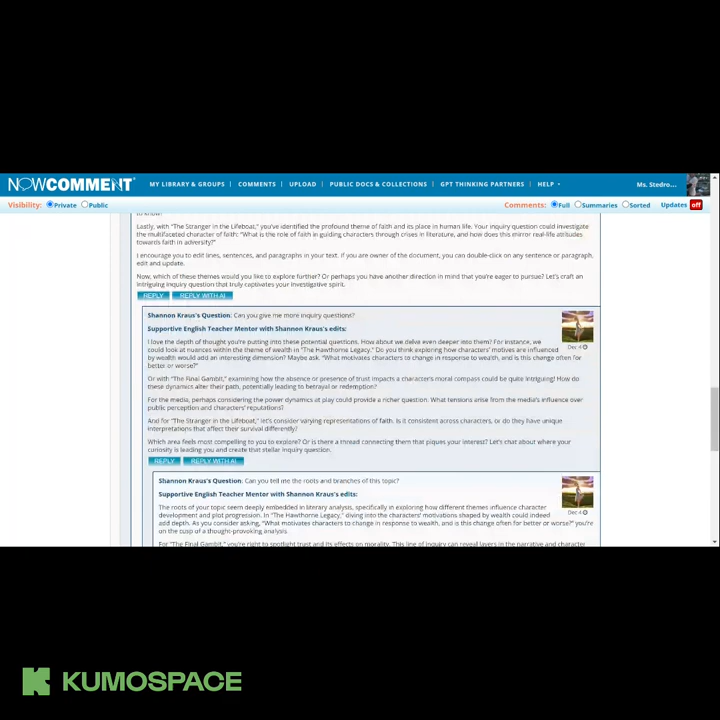 NOWCOMMENT® MY LIBRARY & GROUPS | COMMENTS | UPLOAD | PUBLIC DOCS & COLLECTIONS | GPT THINKING PARTNERS | HELP Ms. Stedro...
Visibility: Private Public Comments: Full Summaries Sorted Updates off
to know?
Lastly, with "The Stranger in the Lifeboat," you've identified the profound theme of faith and its place in human life. Your inquiry question could investigate
the multifaceted character of faith: "What is the role of faith in guiding characters through crises in literature, and how does this mirror real-life attitudes
towards faith in adversity?"
I encourage you to edit lines, sentences, and paragraphs in your text. If you are owner of the document, you can double-click on any sentence or paragraph,
edit and update.
Now, which of these themes would you like to explore further? Or perhaps you have another direction in mind that you're eager to pursue? Let's craft an
intriguing inquiry question that truly captivates your investigative spirit.
REPLY REPLY WITH AI
Shannon Kraus's Question: Can you give me more inquiry questions?
Supportive English Teacher Mentor with Shannon Kraus's edits:
Dec 4
I love the depth of thought you're putting into these potential questions. How about we delve even deeper into them? For instance, we
could look at nuances within the theme of wealth in "The Hawthorne Legacy." Do you think exploring how characters' motives are influenced
by wealth would add an interesting dimension? Maybe ask, "What motivates characters to change in response to wealth, and is this change often for
better or worse?"
Or with "The Final Gambit," examining how the absence or presence of trust impacts a character's moral compass could be quite intriguing! How do
these dynamics alter their path, potentially leading to betrayal or redemption?
For the media, perhaps considering the power dynamics at play could provide a richer question. What tensions arise from the media's influence over
public perception and characters' reputations?
And for "The Stranger in the Lifeboat," let's consider varying representations of faith. Is it consistent across characters, or do they have unique
interpretations that affect their survival differently?
Which area feels most compelling to you to explore? Or is there a thread connecting them that piques your interest? Let's chat about where your
curiosity is leading you and create that stellar inquiry question.
REPLY REPLY WITH AI
Shannon Kraus's Question: Can you tell me the roots and branches of this topic?
Supportive English Teacher Mentor with Shannon Kraus's edits:
Dec 4
The roots of your topic seem deeply embedded in literary analysis, specifically in exploring how different themes influence character
development and plot progression. In "The Hawthorne Legacy," diving into the characters' motivations shaped by wealth could indeed
add depth. As you consider asking, "What motivates characters to change in response to wealth, and is this change often for better or worse?" you're
on the cusp of a thought-provoking analysis.
For "The Final Gambit," you're right to spotlight trust and its effects on morality. This line of inquiry can reveal layers in the narrative and character
KUMOSPACE